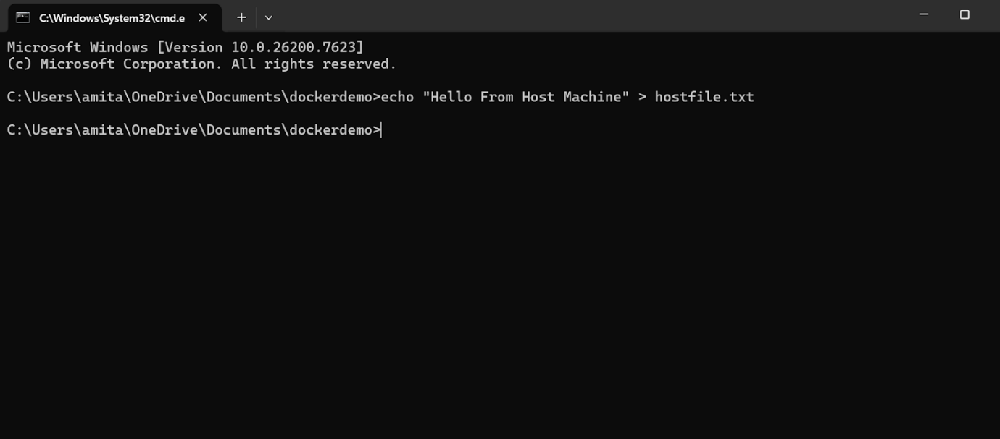 C:\Windows\System32\cmd.e
Microsoft Windows [Version 10.0.26200.7623]
(c) Microsoft Corporation. All rights reserved.
C:\Users\amita\OneDrive\Documents\dockerdemo>echo "Hello From Host Machine" > hostfile.txt
C:\Users\amita\OneDrive\Documents\dockerdemo>